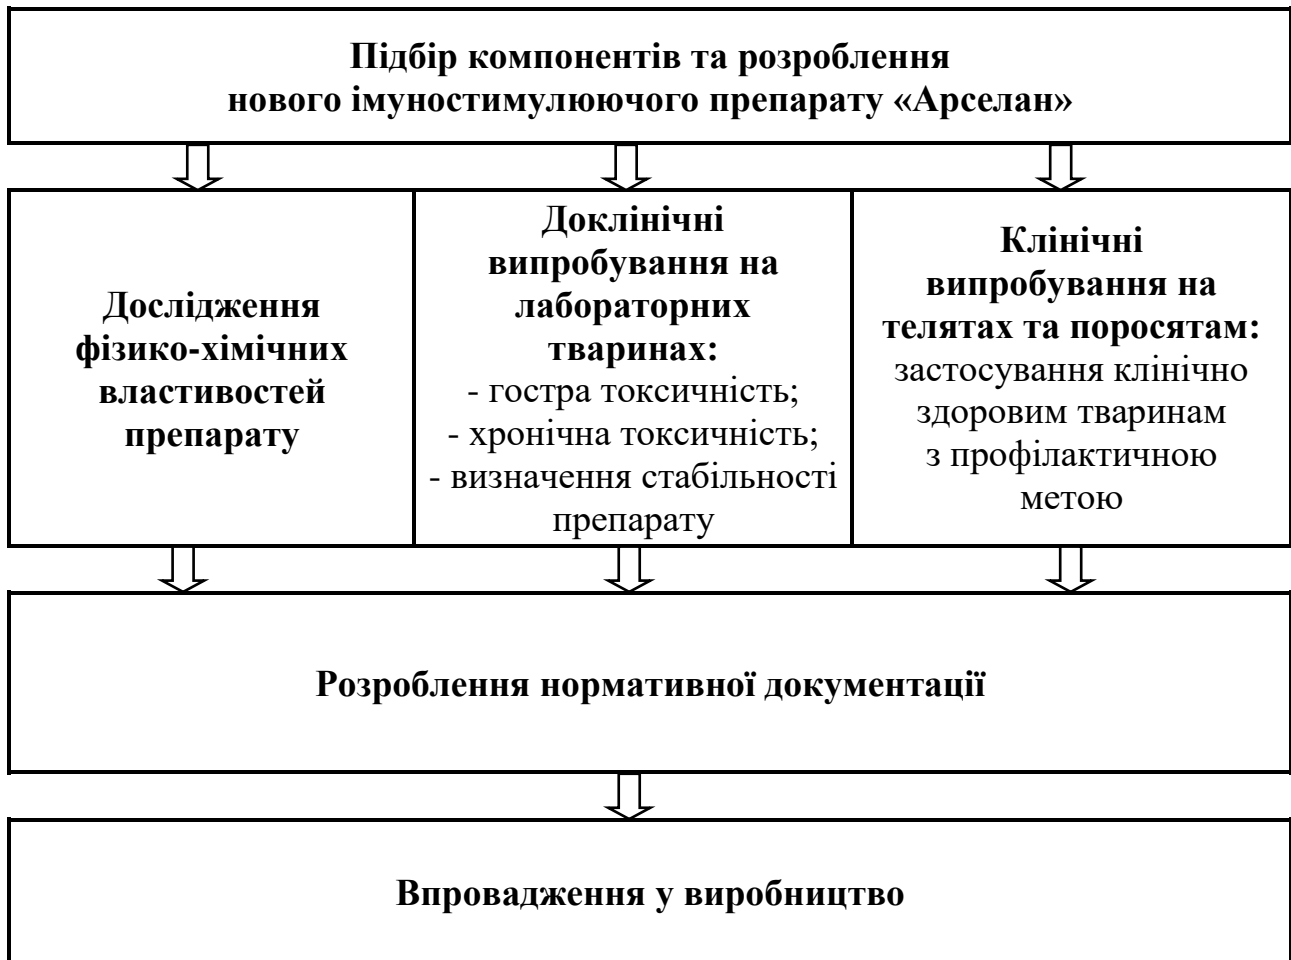 Підбір компонентів та розроблення
нового імуностимулюючого препарату «Арселан»
Дослідження
фізико-хімічних
властивостей
препарату
Доклінічні
випробування на
лабораторних
тваринах:
- гостра токсичність;
- хронічна токсичність;
- визначення стабільності
препарату
Клінічні
випробування на
телятах та поросятам:
застосування клінічно
здоровим тваринам
з профілактичною
метою
Розроблення нормативної документації
Впровадження у виробництво